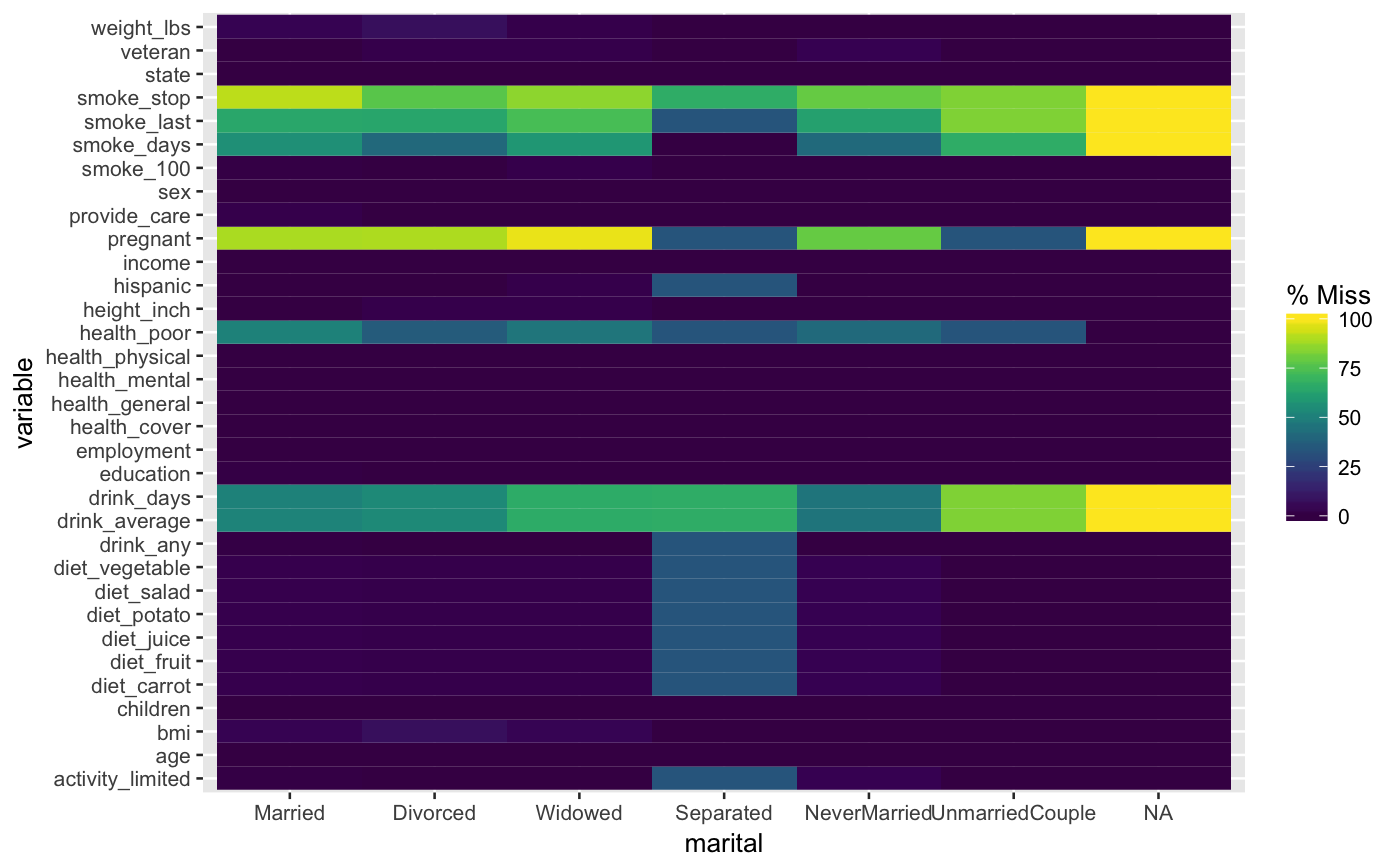 weight_lbs
veteran
state
smoke_stop
smoke_last
smoke_days
smoke_100
sex
provide_care
pregnant
income
hispanic
height_inch
health_poor
health_physical
health_mental
health_general
health_cover
employment
education
drink_days
drink_average
drink_any
diet_vegetable
diet_salad
diet_potato
diet_juice
diet_fruit
diet_carrot
children
bmi
age
activity_limited
variable
Married Divorced Widowed Separated NeverMarried UnmarriedCouple NA
marital
% Miss
100
75
50
25
0